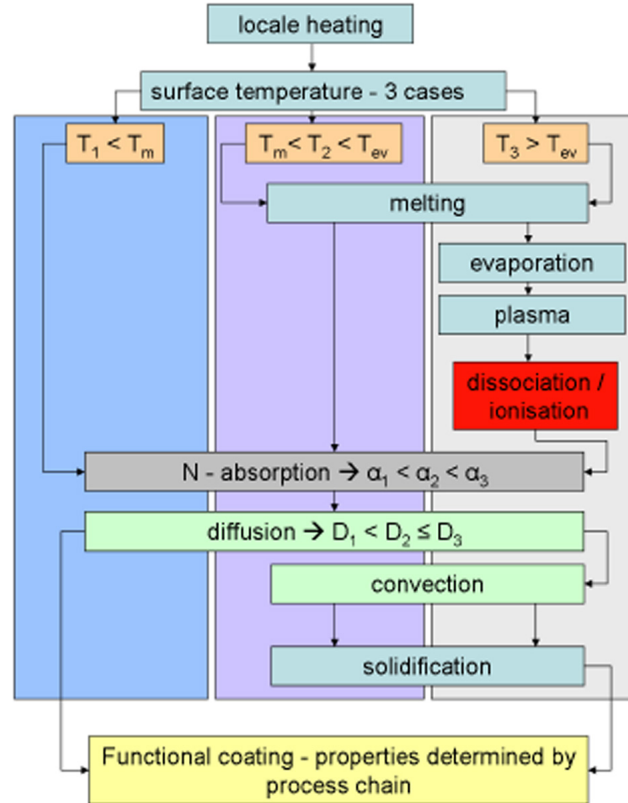 locale heating
surface temperature - 3 cases
T₁ < Tₘ
Tₘ < T₂ < Tₑᵥ
T₃ > Tₑᵥ
melting
evaporation
plasma
dissociation /
ionisation
N - absorption → α₁ < α₂ < α₃
diffusion → D₁ < D₂ ≤ D₃
convection
solidification
Functional coating - properties determined by
process chain